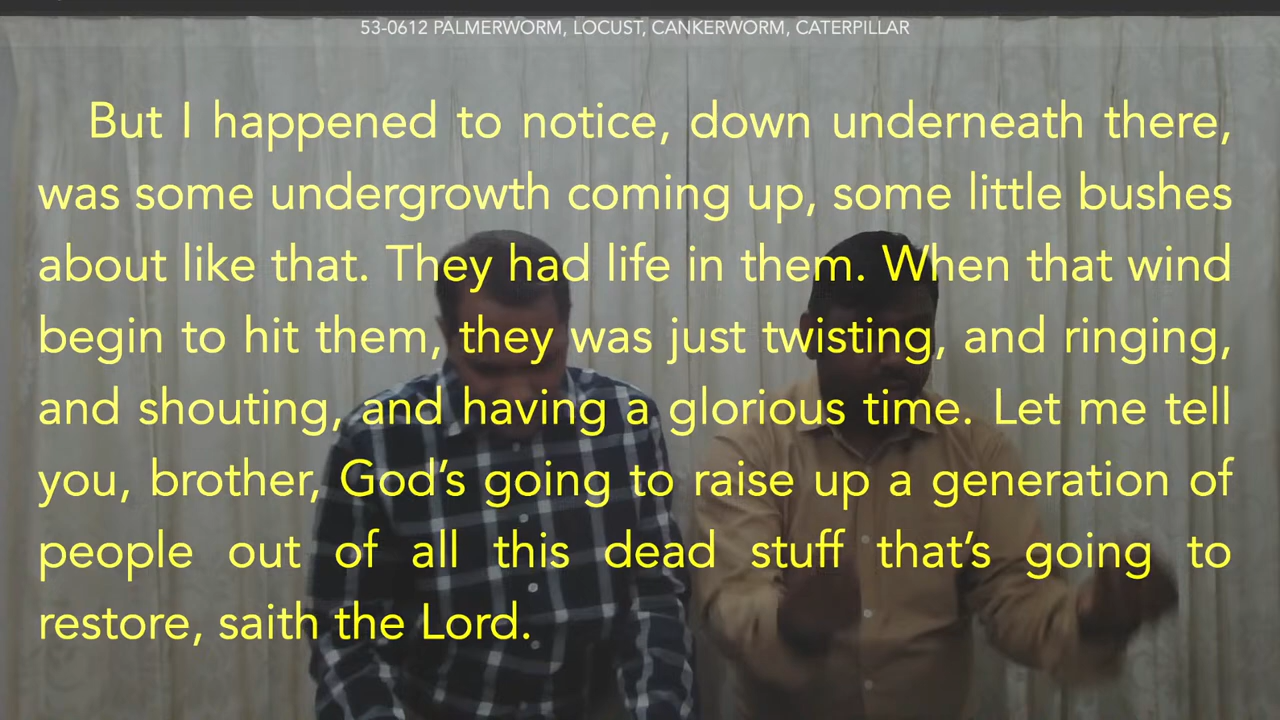 53-0612 PALMERWORM, LOCUST, CANKERWORM, CATERPILLAR
But I happened to notice, down underneath there,
was some undergrowth coming up, some little bushes
about like that. They had life in them. When that wind
begin to hit them, they was just twisting, and ringing,
and shouting, and having a glorious time. Let me tell
you, brother, God’s going to raise up a generation of
people out of all this dead stuff that’s going to
restore, saith the Lord.